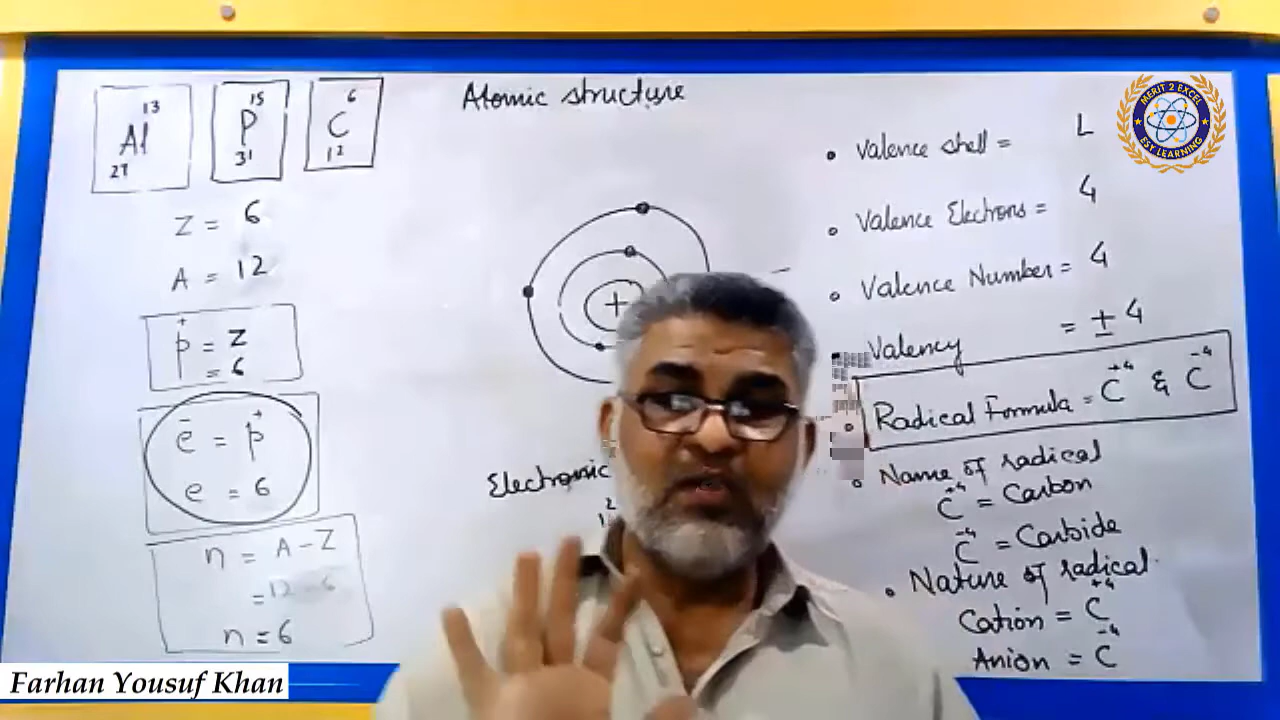 13
Al
27
15
P
31
6
C
12
Z = 6
A = 12
p⁺ = Z
= 6
e⁻ = p⁺
e = 6
n = A - Z
= 12 - 6
n = 6
Atomic structure
+
Electronic
1²
• Valence Shell = L
• Valence Electrons = 4
• Valence Number = 4
Valency = ± 4
• Radical Formula = C⁺⁴ & C⁻⁴
• Name of radical
C⁺⁴ = Carbon
C⁻⁴ = Carbide
• Nature of radical
Cation = C⁺⁴
Anion = C⁻⁴
MERIT 2 EXCEL
ESY LEARNING
Farhan Yousuf Khan